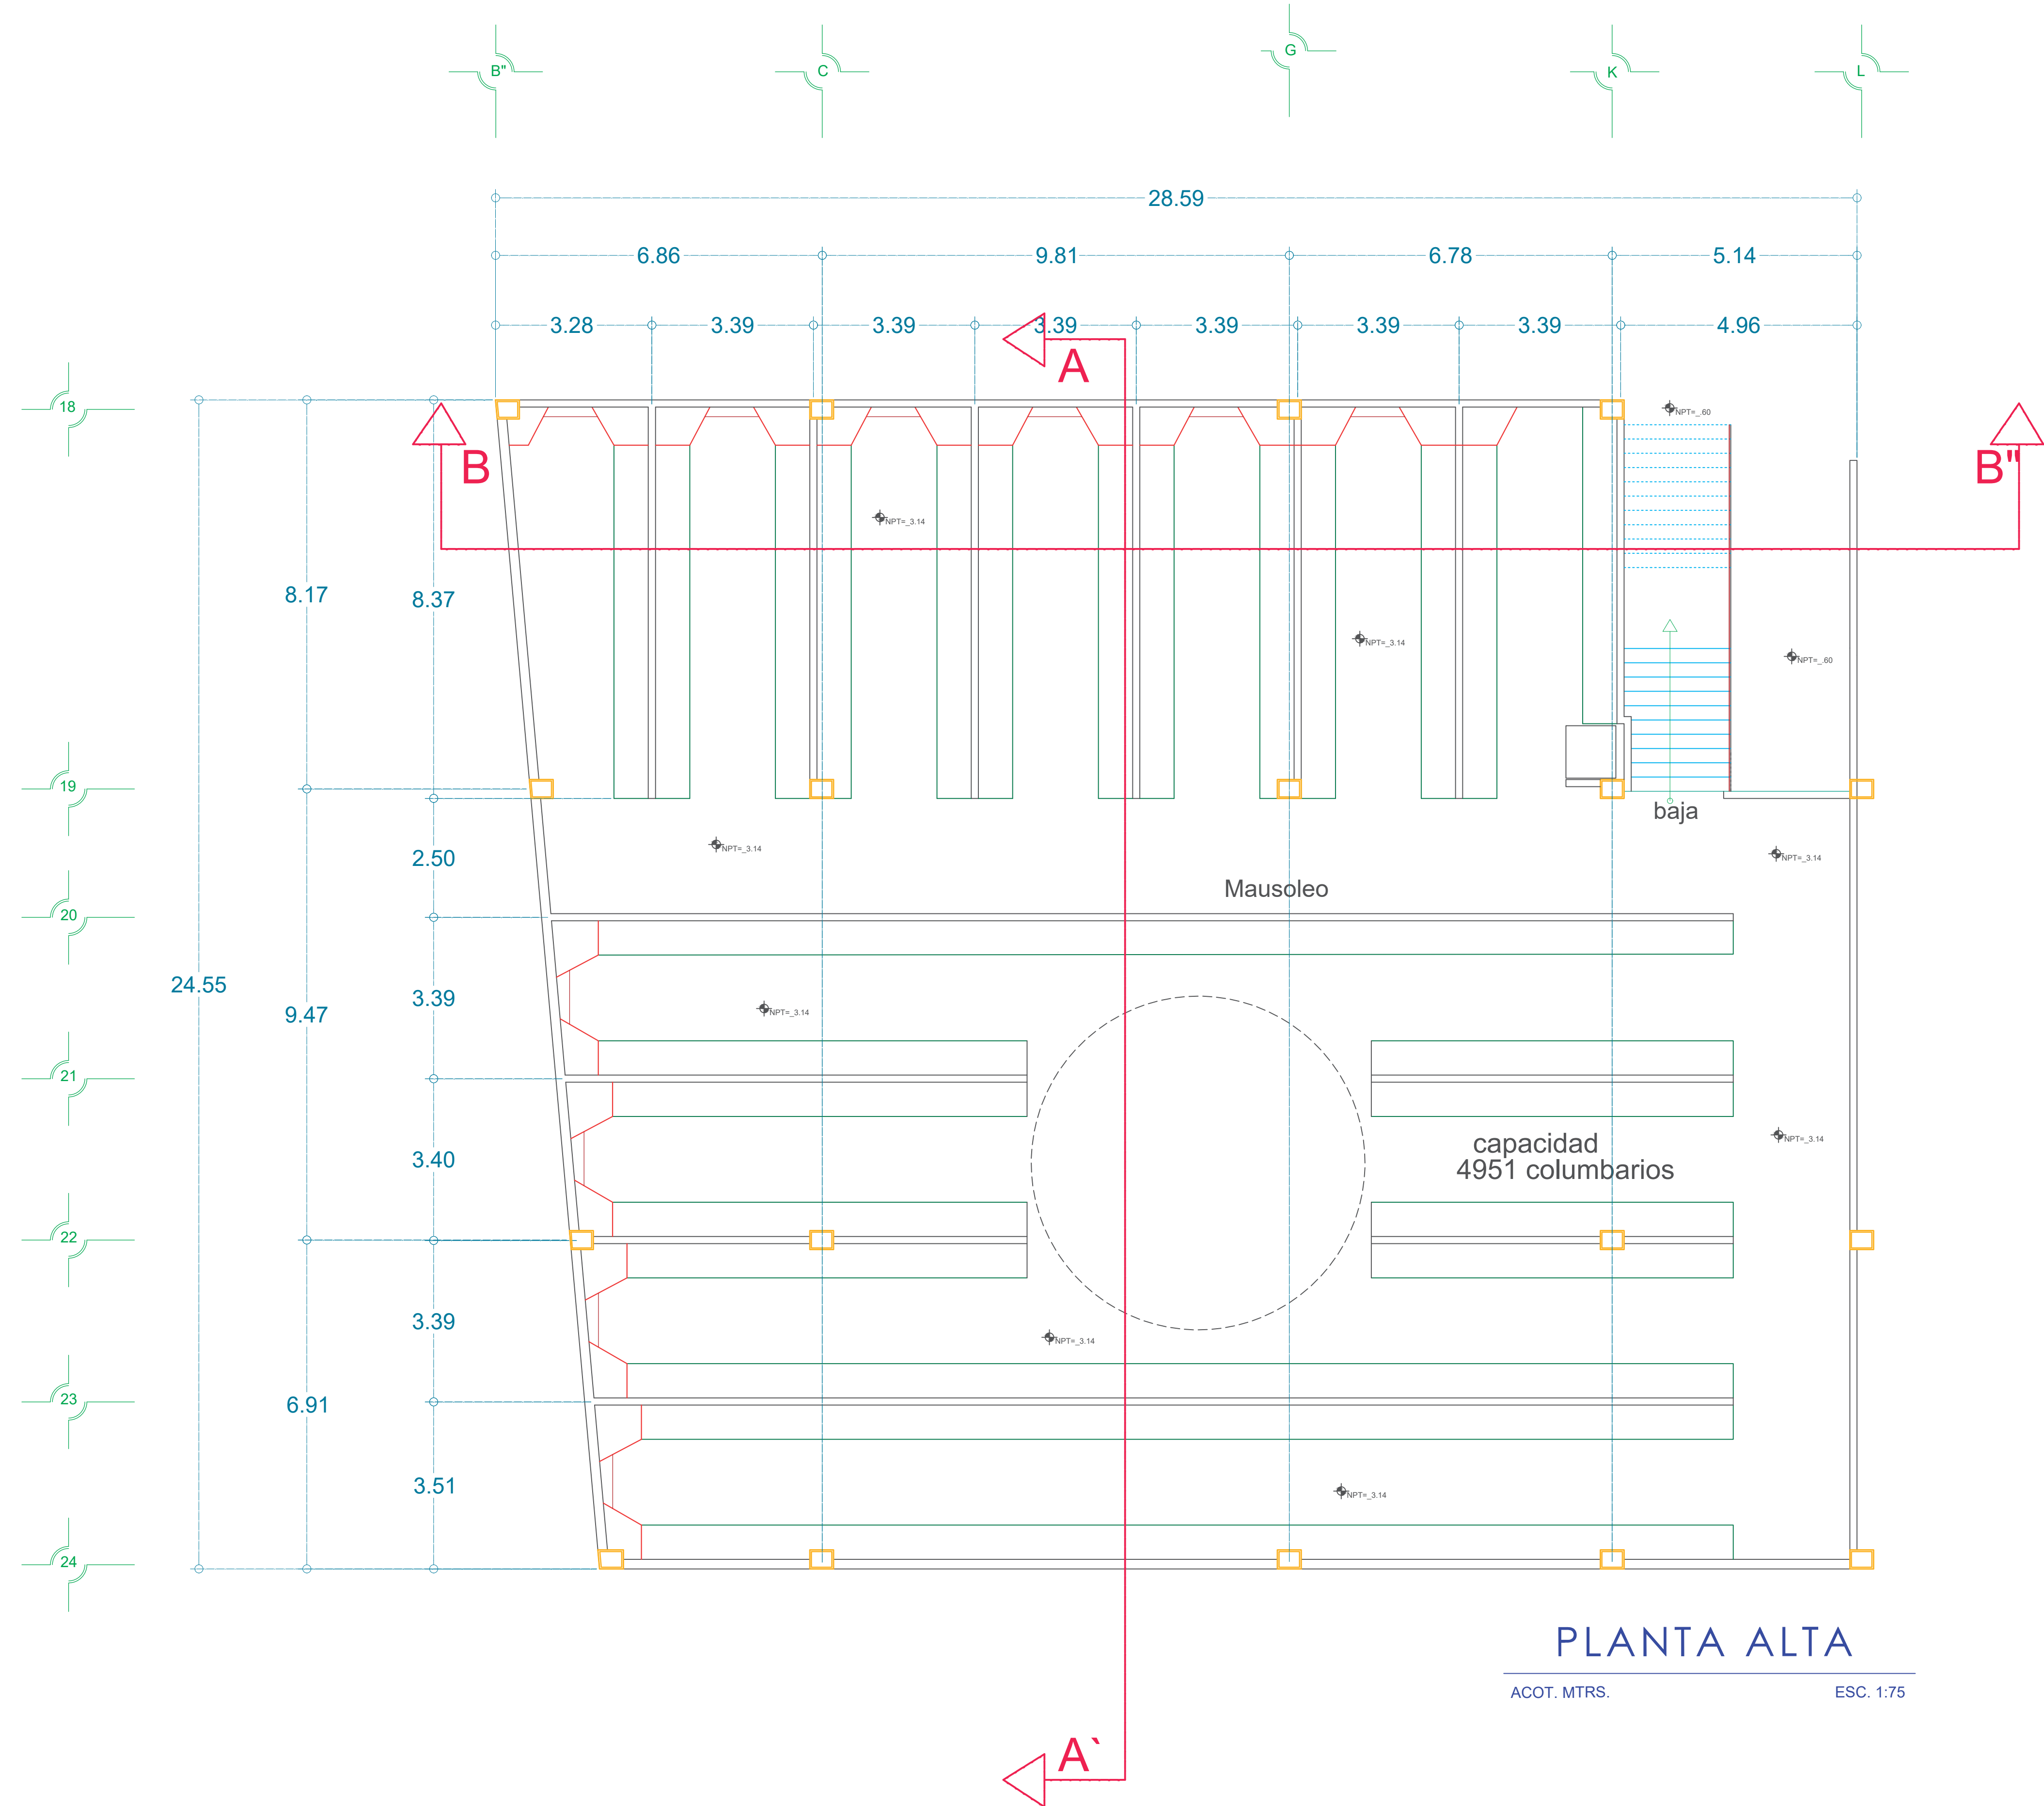 B" C G K L
28.59
6.86 9.81 6.78 5.14
3.28 3.39 3.39 3.39 3.39 3.39 3.39 4.96
A
18
NPT=_.60
B B"
NPT=_3.14
8.17 8.37
NPT=_3.14
NPT=_.60
19
baja
2.50
NPT=_3.14
NPT=_3.14
Mausoleo
20
24.55
3.39
9.47
NPT=_3.14
21
3.40
NPT=_3.14
capacidad
4951 columbarios
22
3.39
NPT=_3.14
23
6.91
3.51
NPT=_3.14
24
PLANTA ALTA
ACOT. MTRS. ESC. 1:75
A`